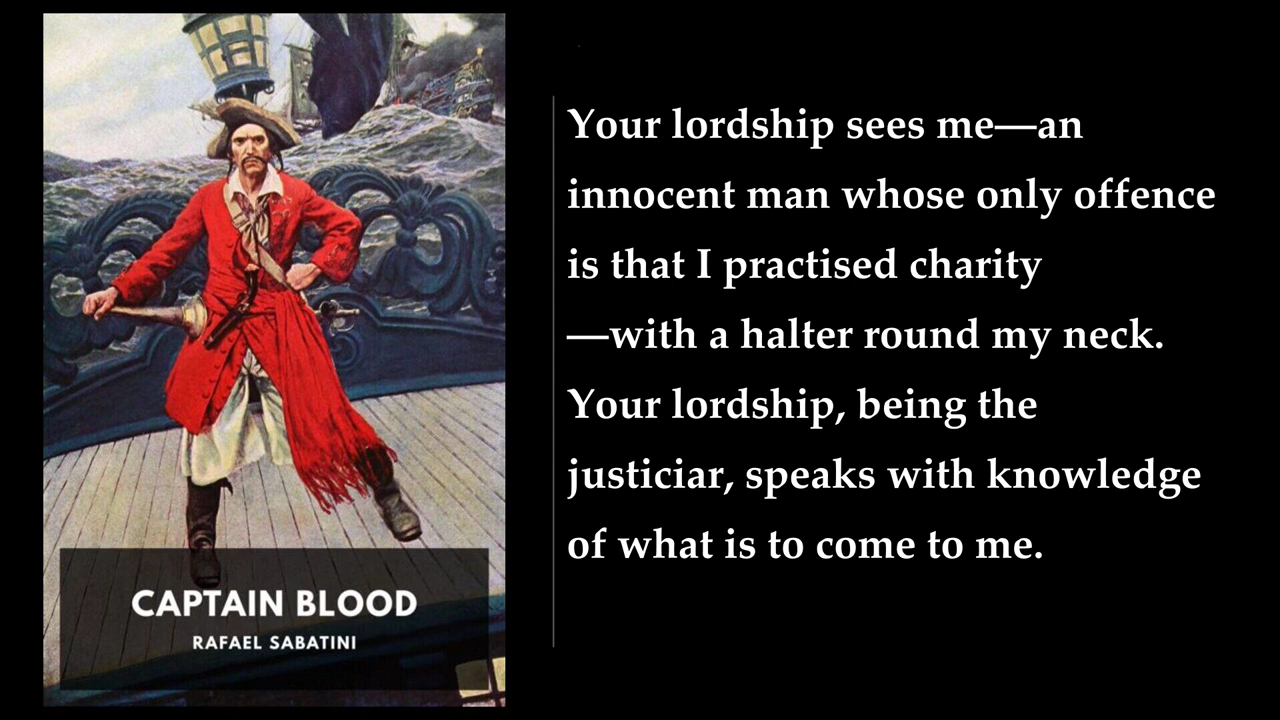 CAPTAIN BLOOD
RAFAEL SABATINI
Your lordship sees me—an
innocent man whose only offence
is that I practised charity
—with a halter round my neck.
Your lordship, being the
justiciar, speaks with knowledge
of what is to come to me.